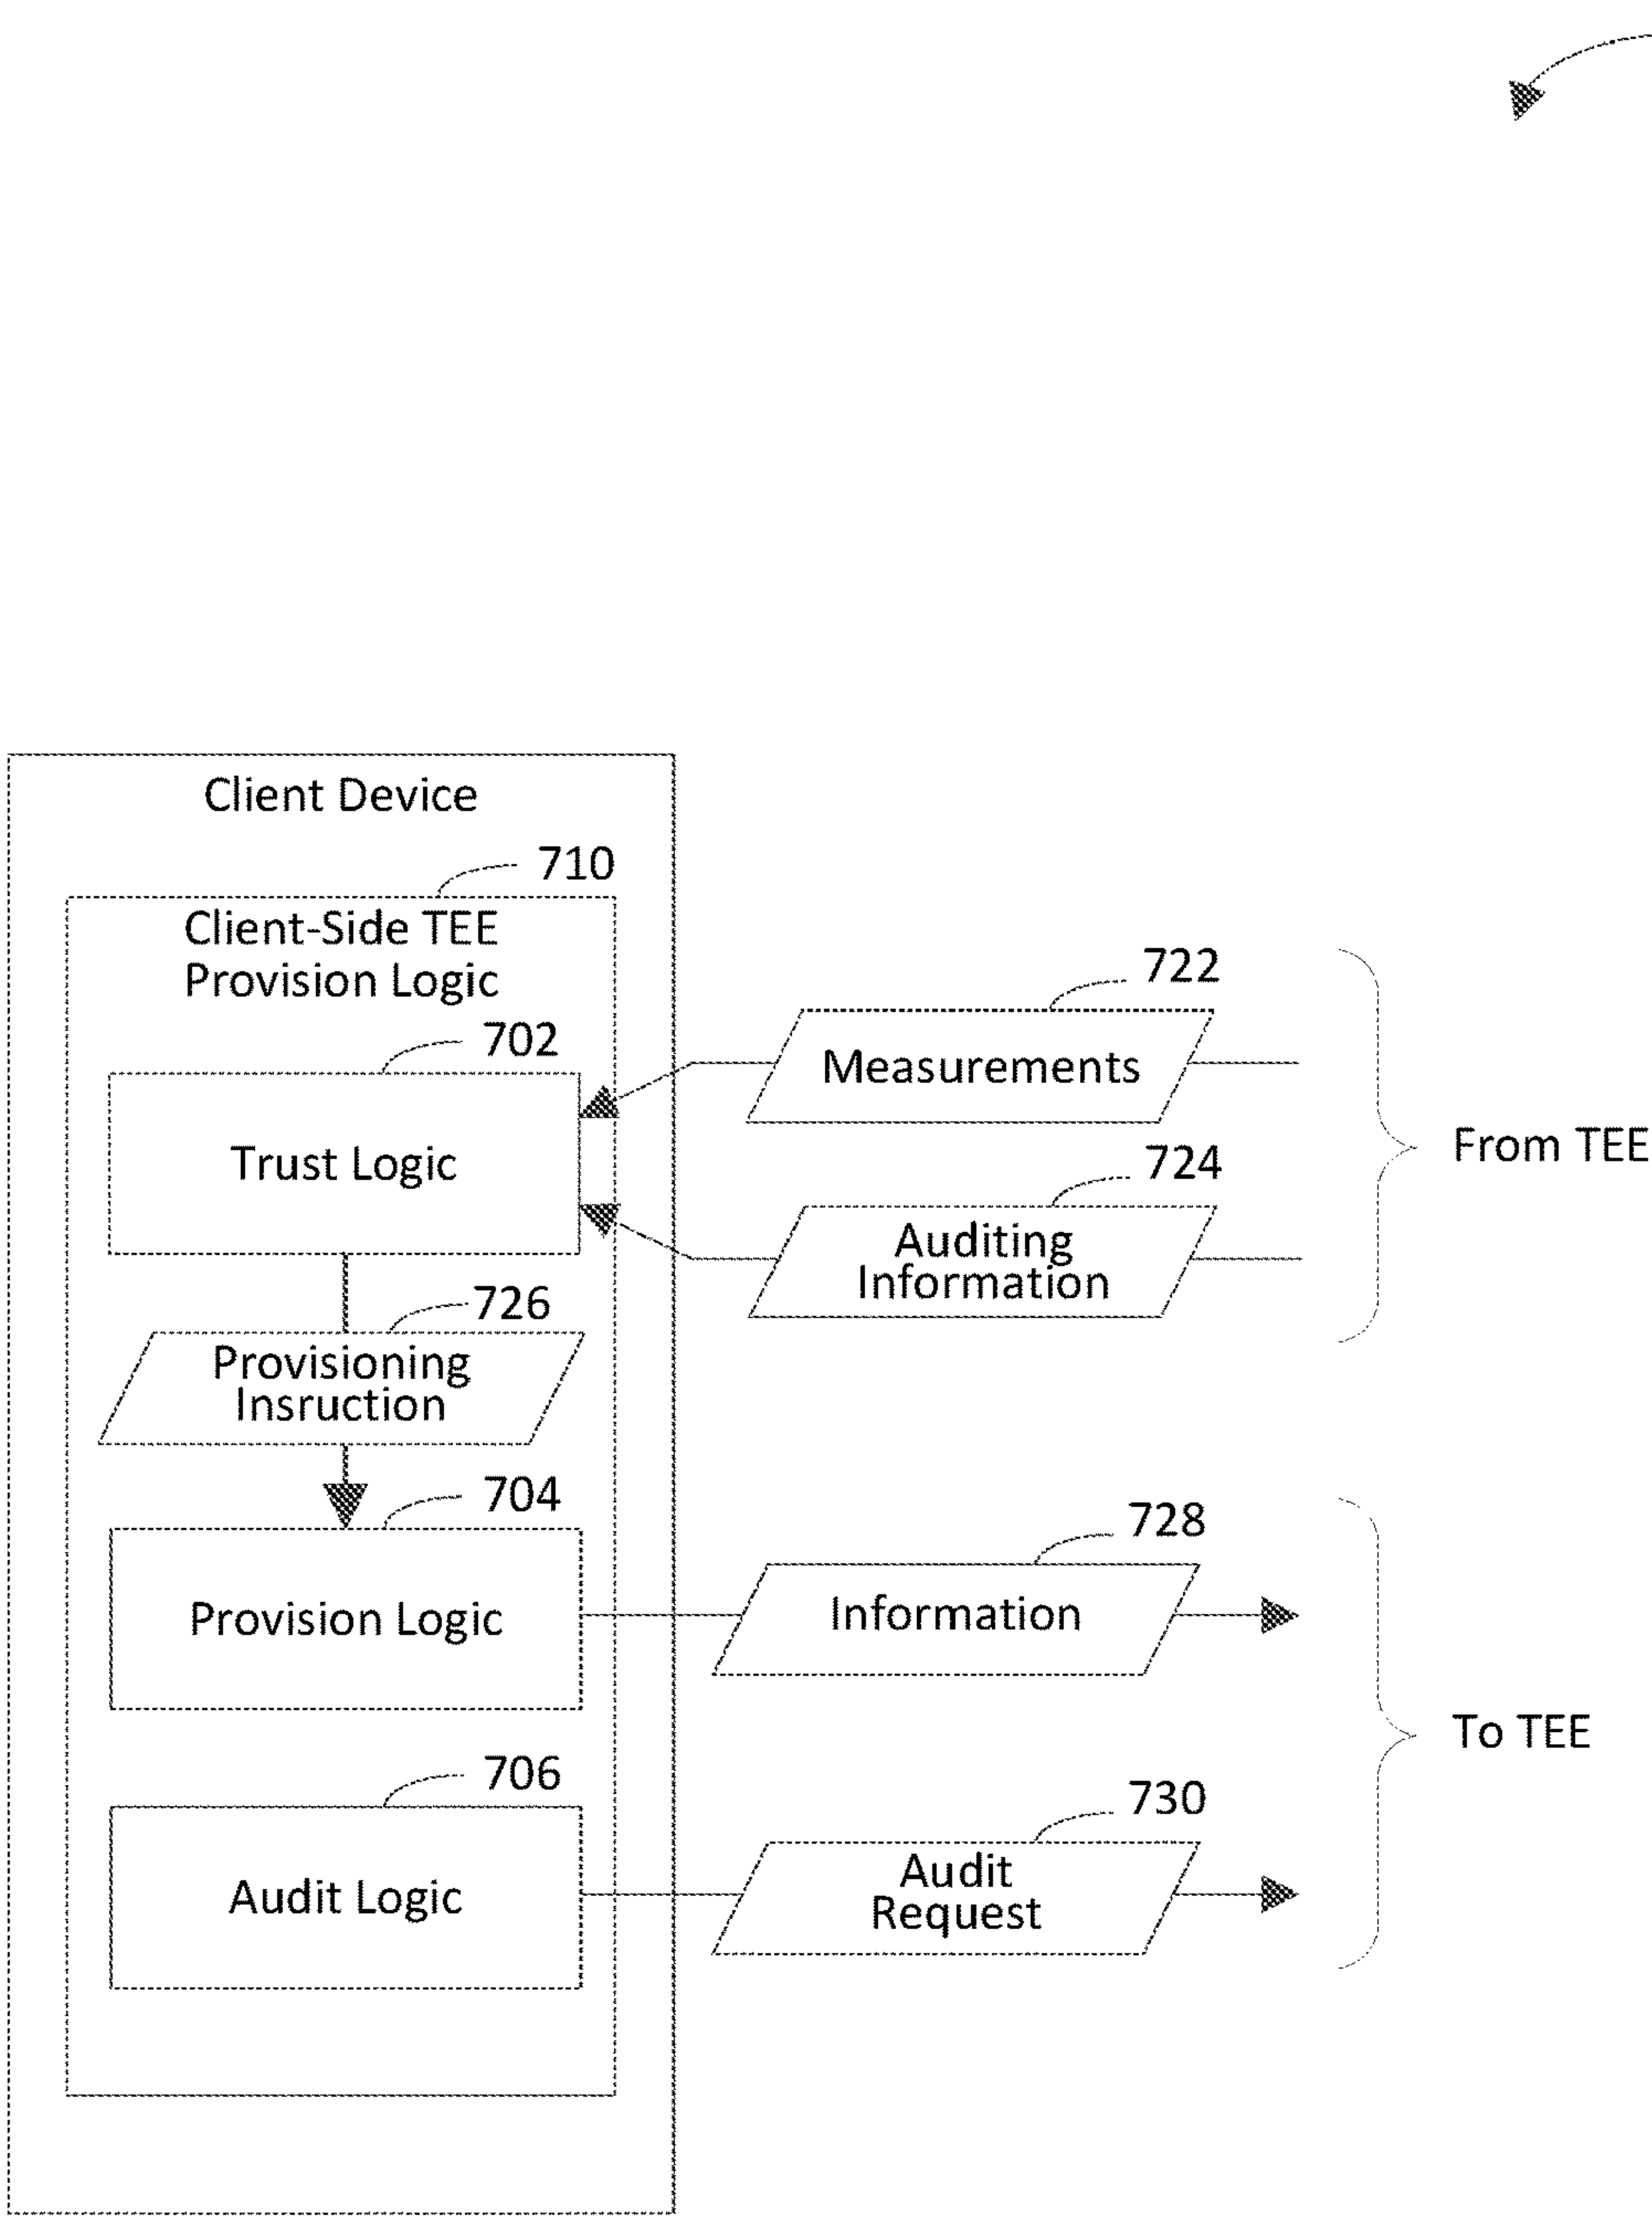 Client Device
710
Client-Side TEE
Provision Logic
702
Trust Logic
722
Measurements
724
Auditing
Information
From TEE
726
Provisioning
Insruction
704
Provision Logic
728
Information
To TEE
706
Audit Logic
730
Audit
Request